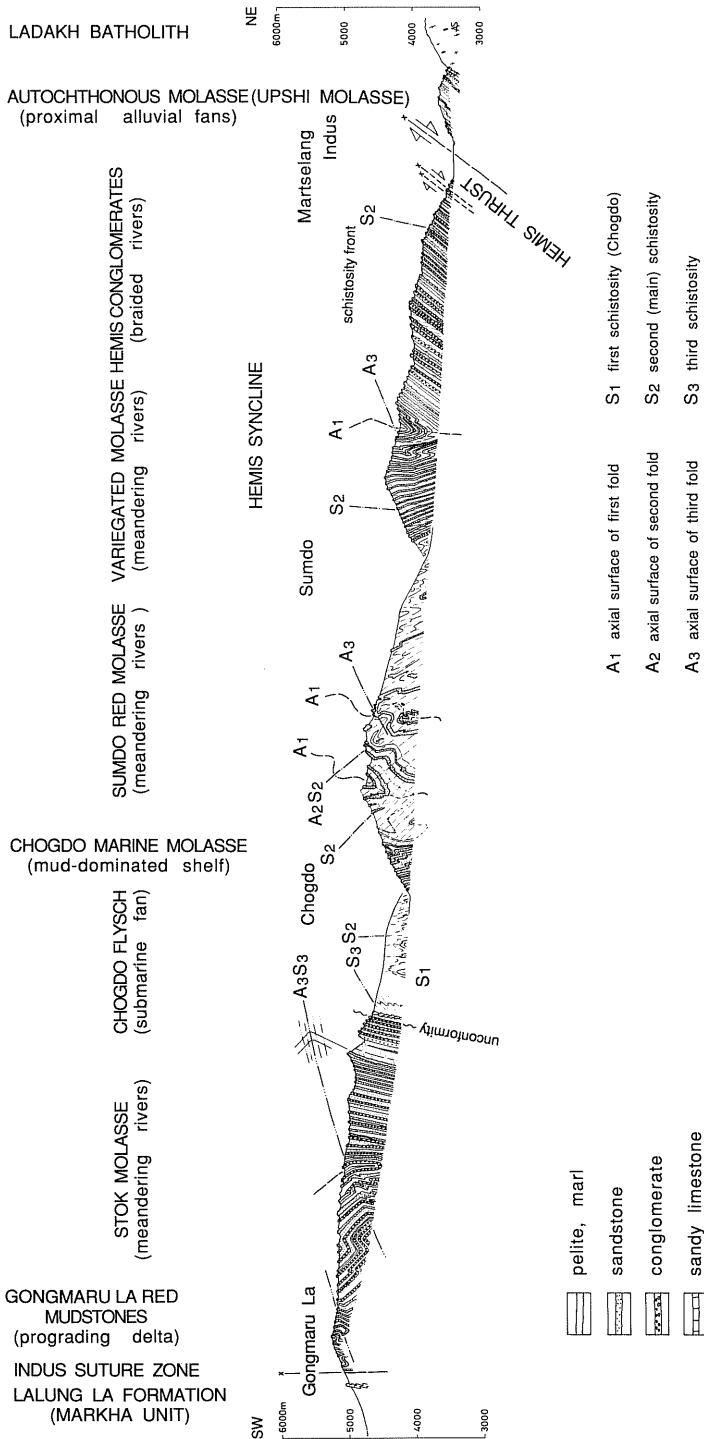 LADAKH BATHOLITH
AUTOCHTHONOUS MOLASSE (UPSHI MOLASSE)
(proximal alluvial fans)
HEMIS CONGLOMERATES
(braided rivers)
VARIEGATED MOLASSE
(meandering rivers)
SUMDO RED MOLASSE
(meandering rivers )
CHOGDO MARINE MOLASSE
(mud-dominated shelf)
CHOGDO FLYSCH
(submarine fan)
STOK MOLASSE
(meandering rivers)
GONGMARU LA RED
MUDSTONES
(prograding delta)
INDUS SUTURE ZONE
LALUNG LA FORMATION
(MARKHA UNIT)
SW
6000m
5000
4000
3000
Gongmaru La
A3S3
unconformity
S3 S2
S1
Chogdo
S2
A2S2
A1
A1
A3
Sumdo
HEMIS SYNCLINE
S2
A1
A3
schistosity front
S2
Martselang
Indus
HEMIS THRUST
NE
6000m
5000
4000
3000
pelite, marl
sandstone
conglomerate
sandy limestone
A1 axial surface of first fold
A2 axial surface of second fold
A3 axial surface of third fold
S1 first schistosity (Chogdo)
S2 second (main) schistosity
S3 third schistosity